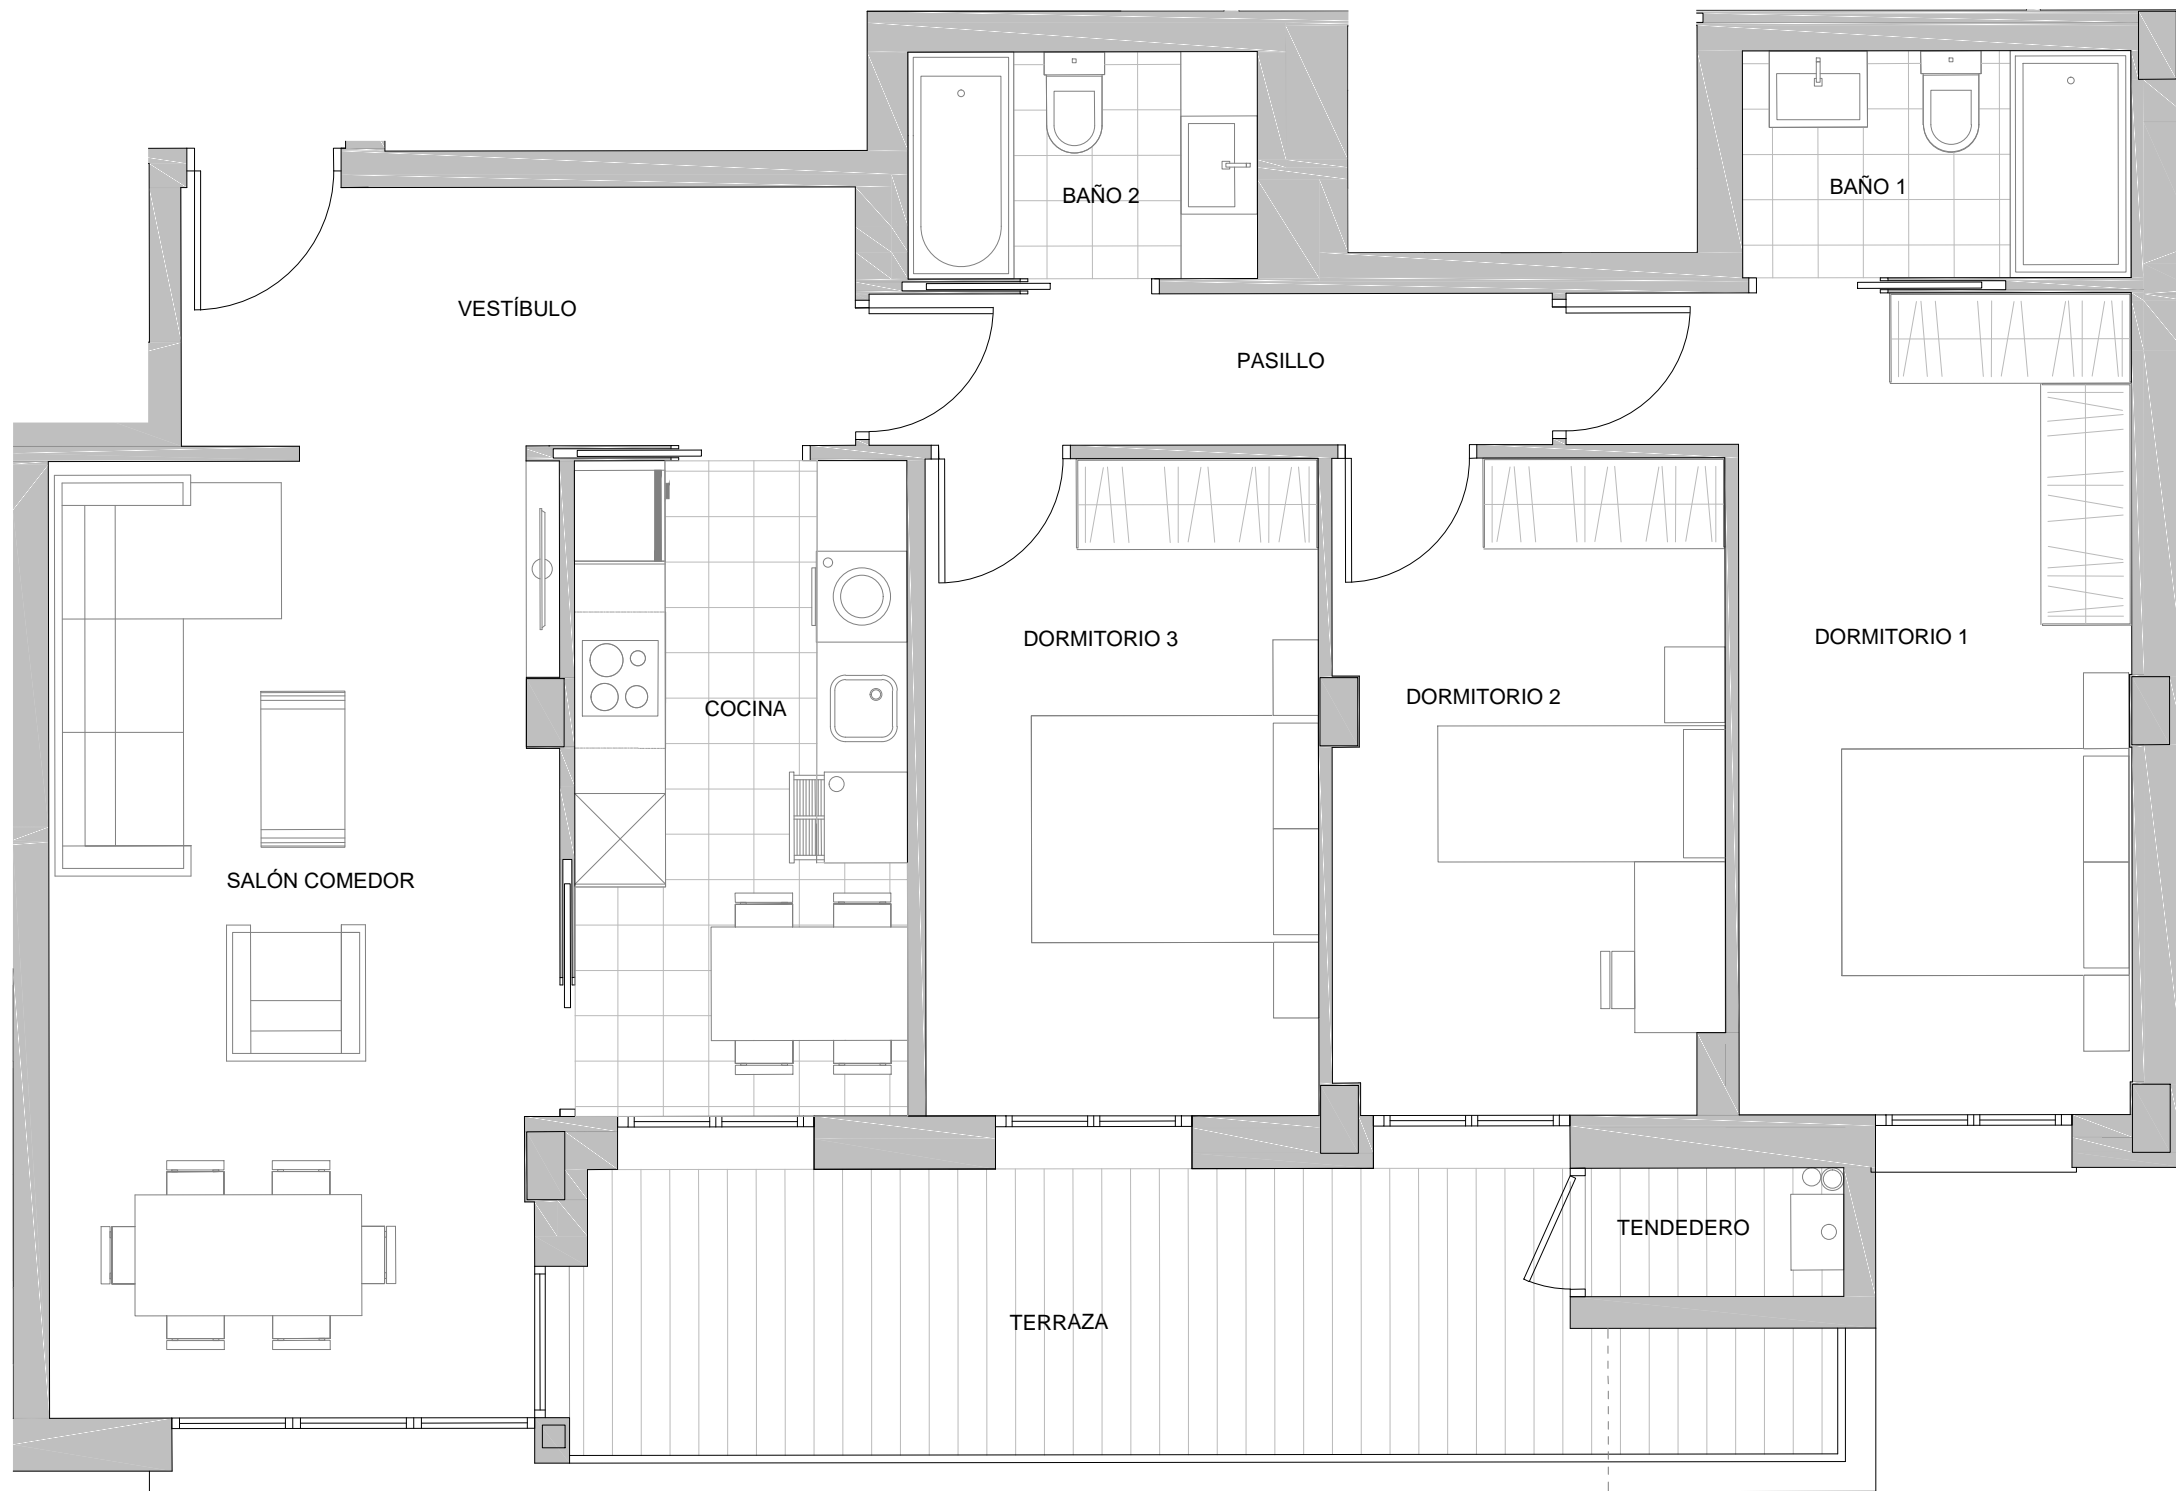 BAÑO 2
BAÑO 1
VESTÍBULO
PASILLO
DORMITORIO 3
DORMITORIO 1
DORMITORIO 2
COCINA
SALÓN COMEDOR
TENDEDERO
TERRAZA